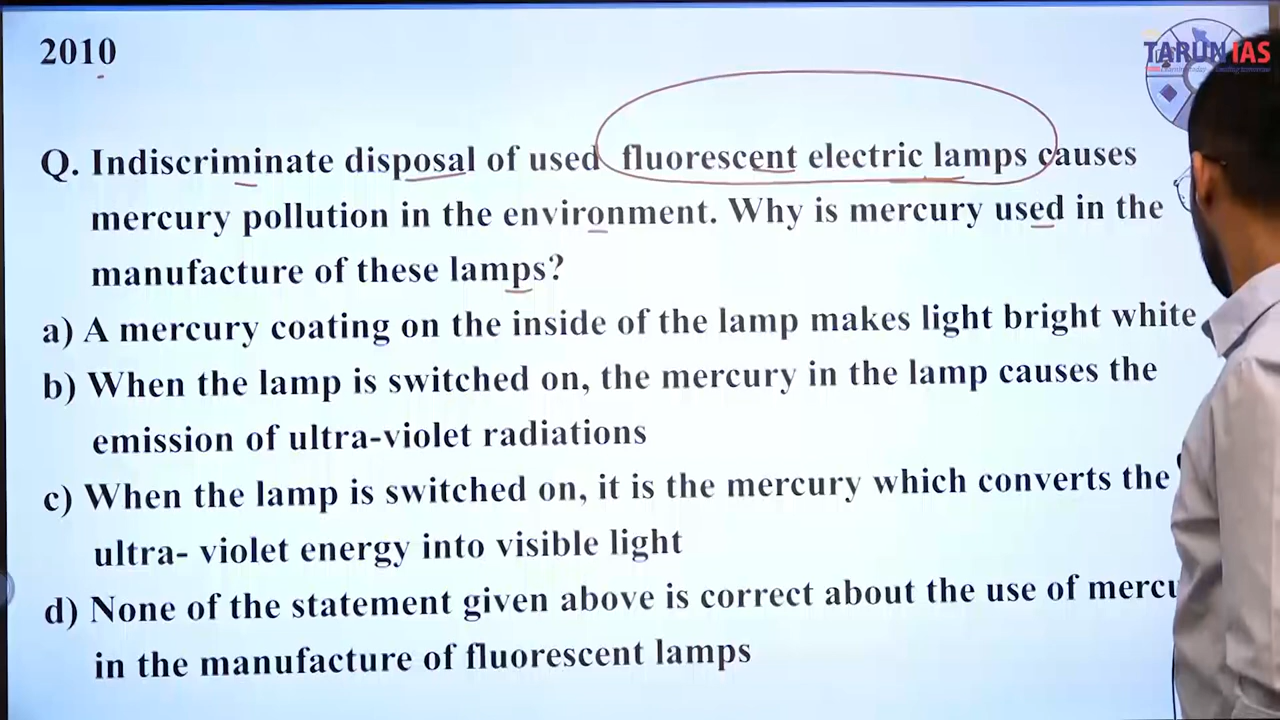 2010
TARUN IAS
Q. Indiscriminate disposal of used fluorescent electric lamps causes
mercury pollution in the environment. Why is mercury used in the
manufacture of these lamps?
a) A mercury coating on the inside of the lamp makes light bright white
b) When the lamp is switched on, the mercury in the lamp causes the
emission of ultra-violet radiations
c) When the lamp is switched on, it is the mercury which converts the
ultra- violet energy into visible light
d) None of the statement given above is correct about the use of
in the manufacture of fluorescent lamps